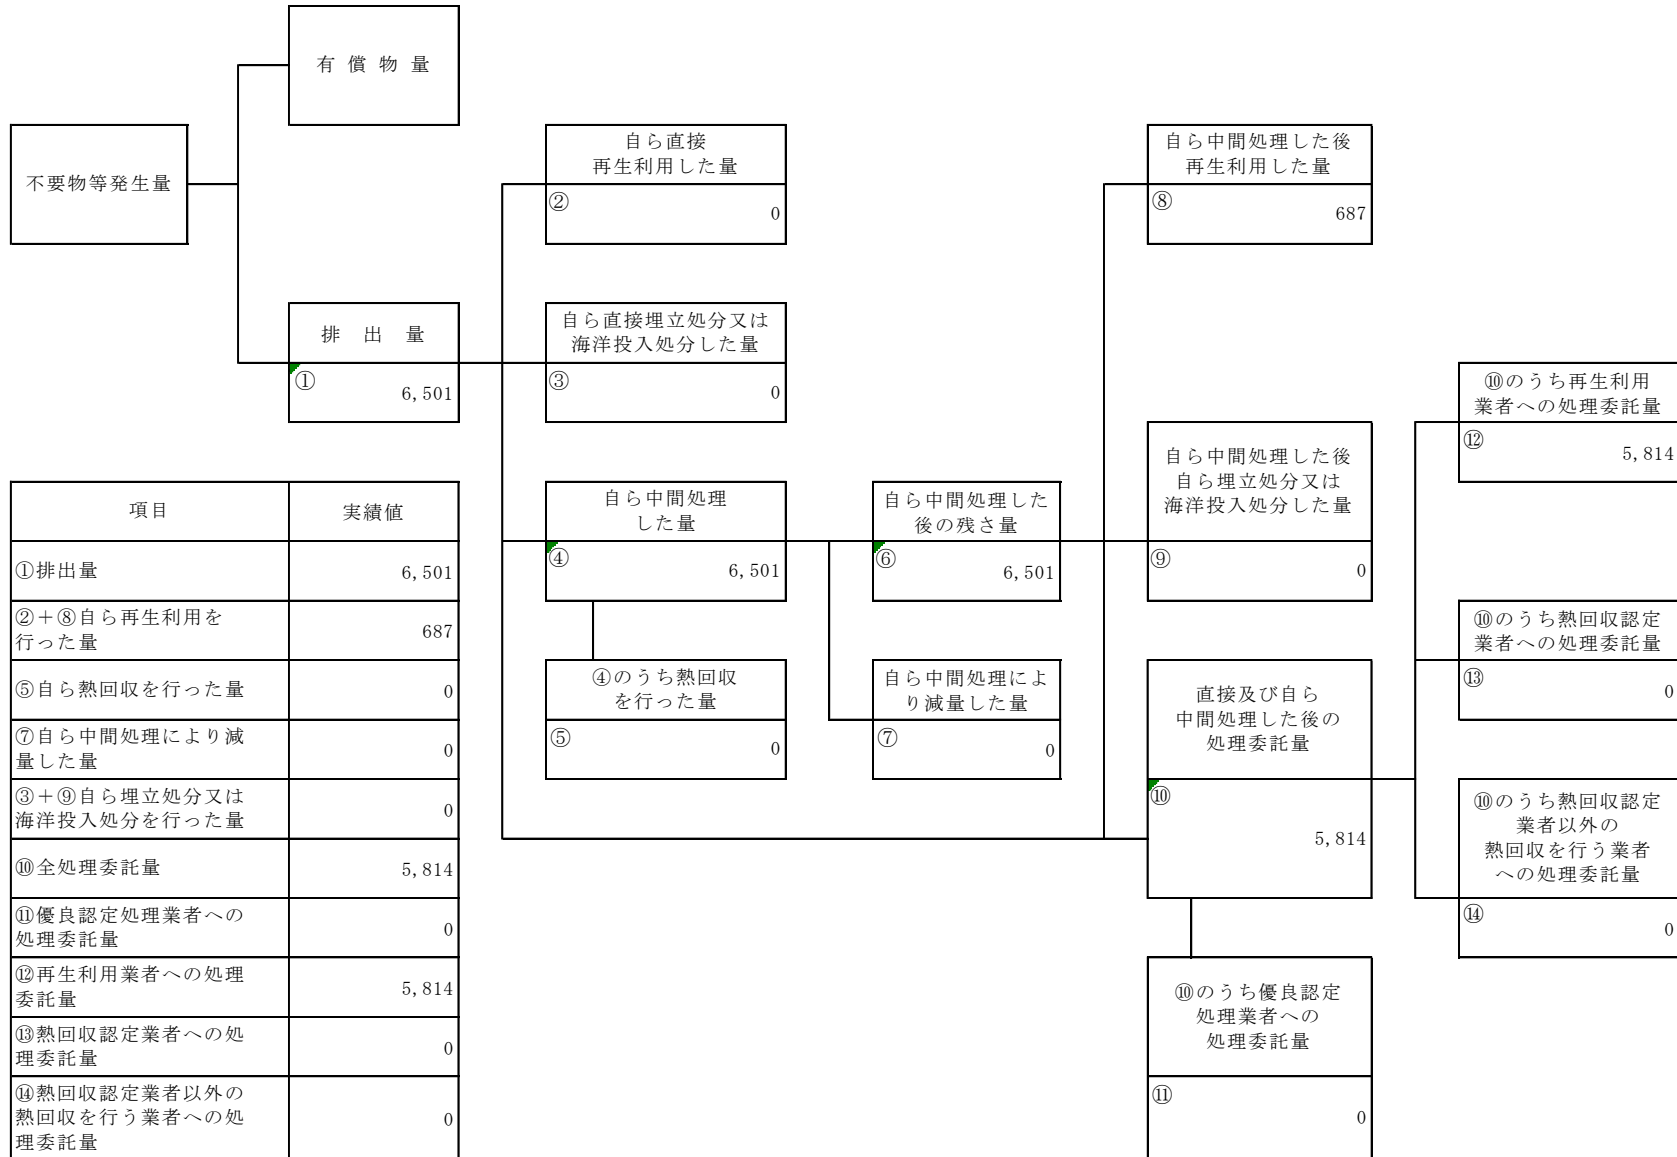 有償物量
不要物等発生量
自ら直接
再生利用した量
②
0
自ら中間処理した後
再生利用した量
⑧
687
排出量
①
6,501
自ら直接埋立処分又は
海洋投入処分した量
③
0
⑩のうち再生利用
業者への処理委託量
⑫
5,814
自ら中間処理
した量
④
6,501
自ら中間処理した
後の残さ量
⑥
6,501
自ら中間処理した後
自ら埋立処分又は
海洋投入処分した量
⑨
0
④のうち熱回収
を行った量
⑤
0
自ら中間処理によ
り減量した量
⑦
0
直接及び自ら
中間処理した後の
処理委託量
⑩
5,814
⑩のうち熱回収認定
業者への処理委託量
⑬
0
⑩のうち熱回収認定
業者以外の
熱回収を行う業者
への処理委託量
⑭
0
⑩のうち優良認定
処理業者への
処理委託量
⑪
0
項目 実績値
①排出量 6,501
②+⑧自ら再生利用を
行った量 687
⑤自ら熱回収を行った量 0
⑦自ら中間処理により減
量した量 0
③+⑨自ら埋立処分又は
海洋投入処分を行った量 0
⑩全処理委託量 5,814
⑪優良認定処理業者への
処理委託量 0
⑫再生利用業者への処理
委託量 5,814
⑬熱回収認定業者への処
理委託量 0
⑭熱回収認定業者以外の
熱回収を行う業者への処
理委託量 0